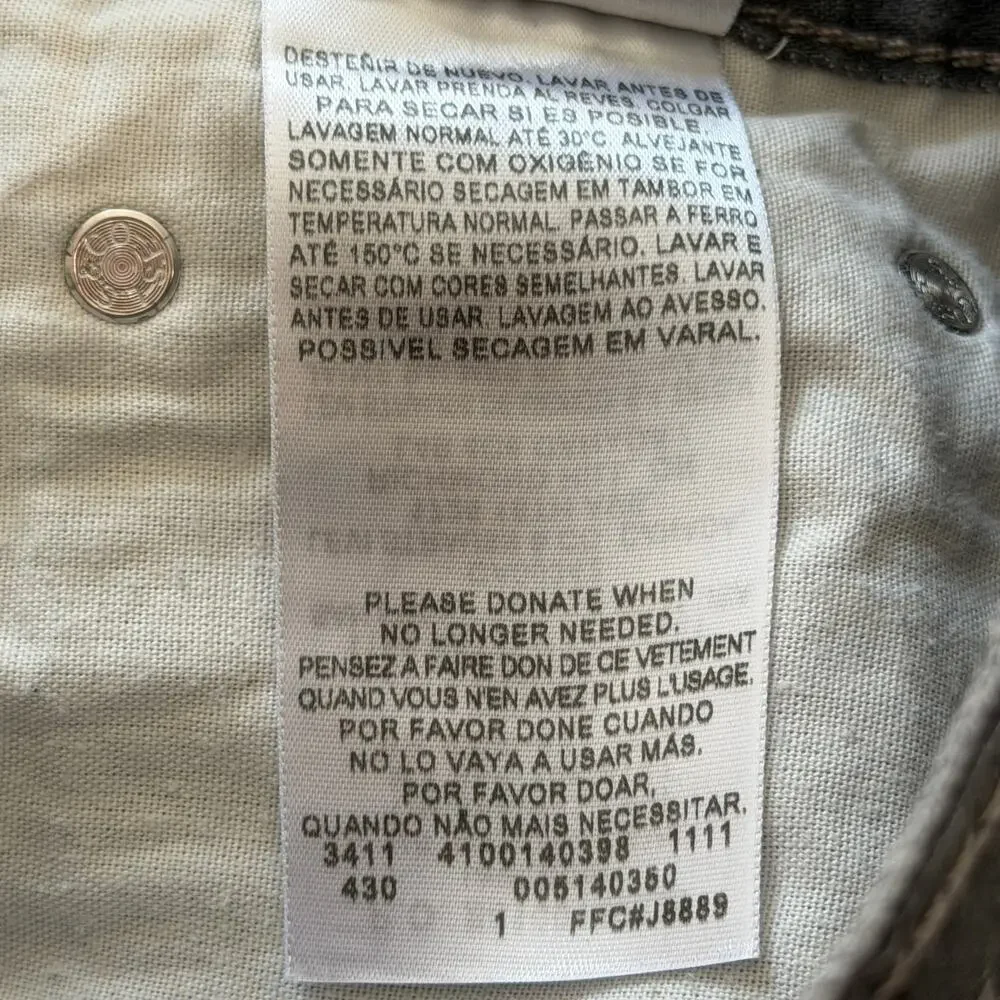 DESTEÑIR DE NUEVO. LAVAR ANTES DE
USAR. LAVAR PRENDA AL REVES. COLGAR
PARA SECAR SI ES POSIBLE.
LAVAGEM NORMAL ATÉ 30°C ALVEJANTE
SOMENTE COM OXIGÊNIO SE FOR
NECESSÁRIO SECAGEM EM TAMBOR EM
TEMPERATURA NORMAL. PASSAR A FERRO
ATÉ 150°C SE NECESSÁRIO. LAVAR E
SECAR COM CORES SEMELHANTES. LAVAR
ANTES DE USAR. LAVAGEM AO AVESSO.
POSSIVEL SECAGEM EM VARAL.
PLEASE DONATE WHEN
NO LONGER NEEDED.
PENSEZ A FAIRE DON DE CE VETEMENT
QUAND VOUS N'EN AVEZ PLUS L'USAGE.
POR FAVOR DONE CUANDO
NO LO VAYA A USAR MÁS.
POR FAVOR DOAR,
QUANDO NÃO MAIS NECESSITAR.
3411 4100140398 1111
430 005140350
1 FFC#J8889